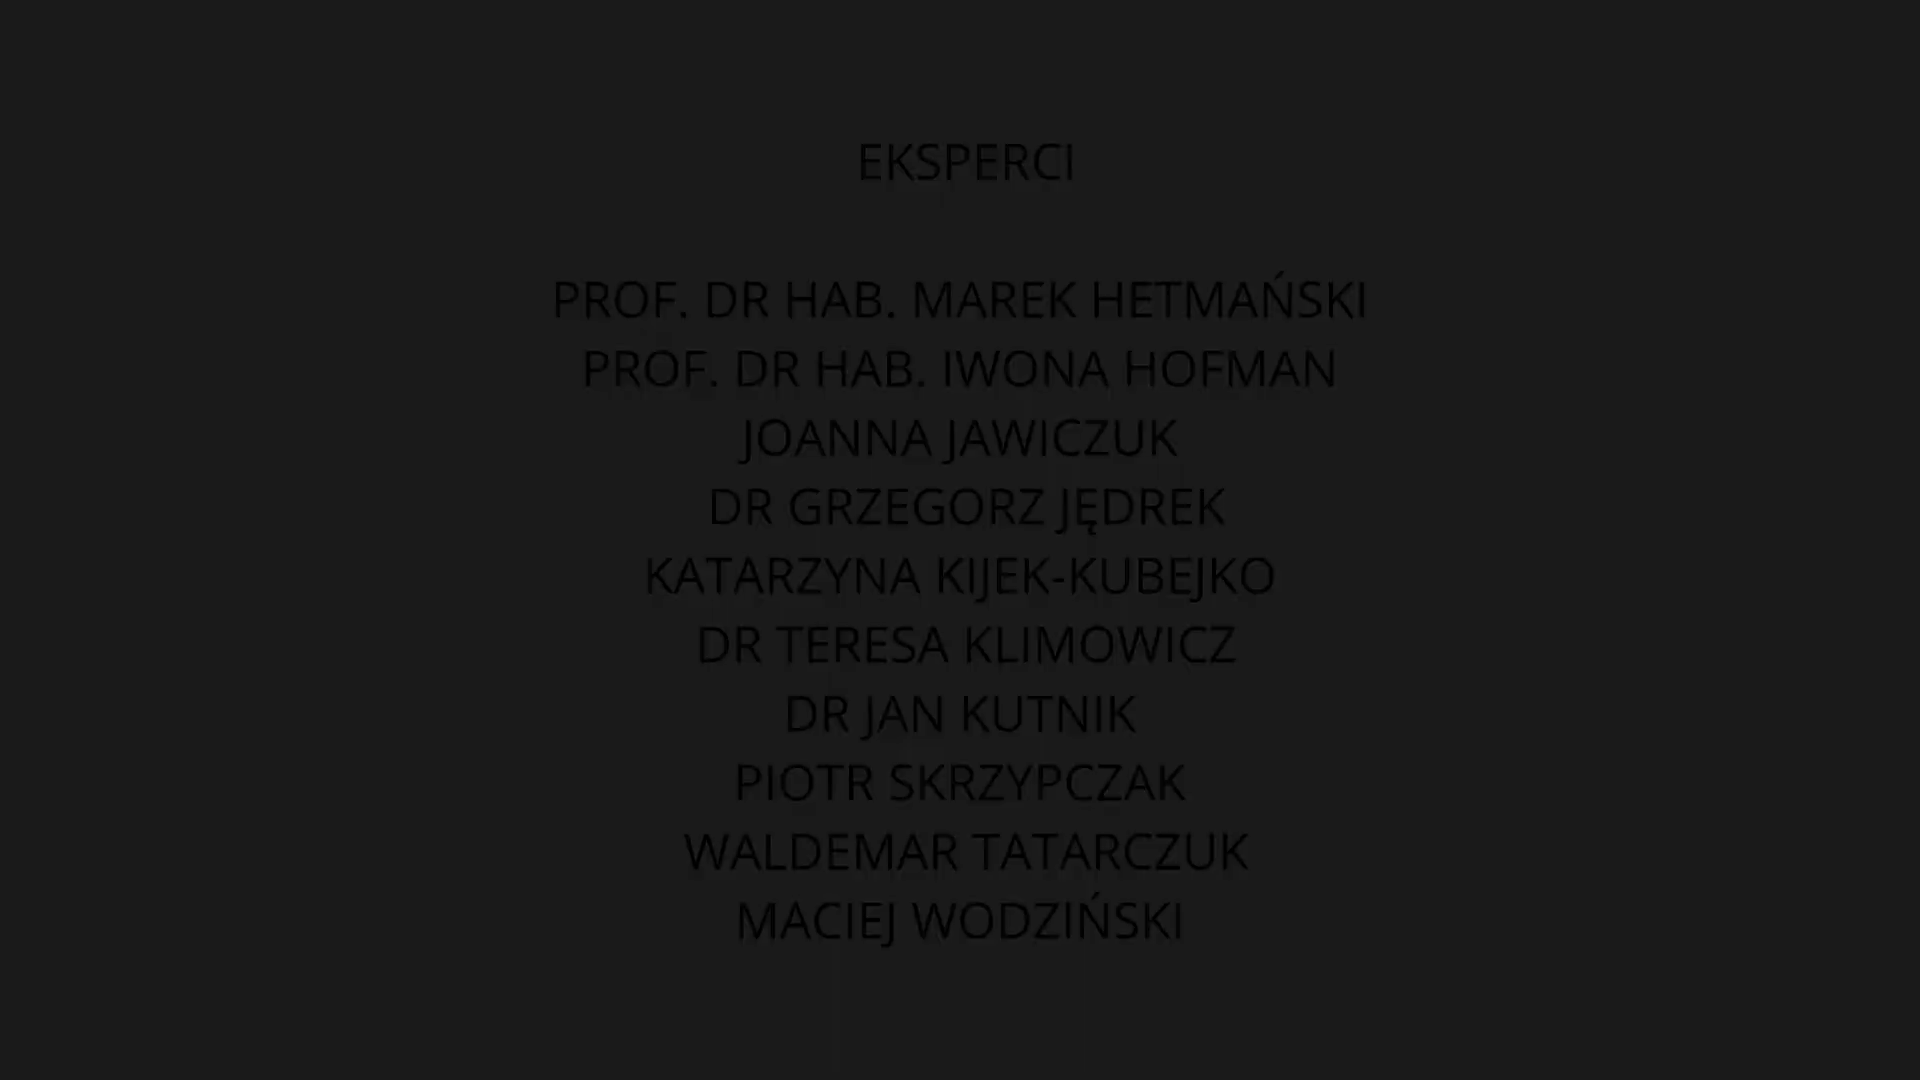 EKSPERCI
PROF. DR HAB. MAREK HETMAŃSKI
PROF. DR HAB. IWONA HOFMAN
JOANNA JAWICZUK
DR GRZEGORZ JĘDREK
KATARZYNA KIJEK-KUBEJKO
DR TERESA KLIMOWICZ
DR JAN KUTNIK
PIOTR SKRZYPCZAK
WALDEMAR TATARCZUK
MACIEJ WODZIŃSKI